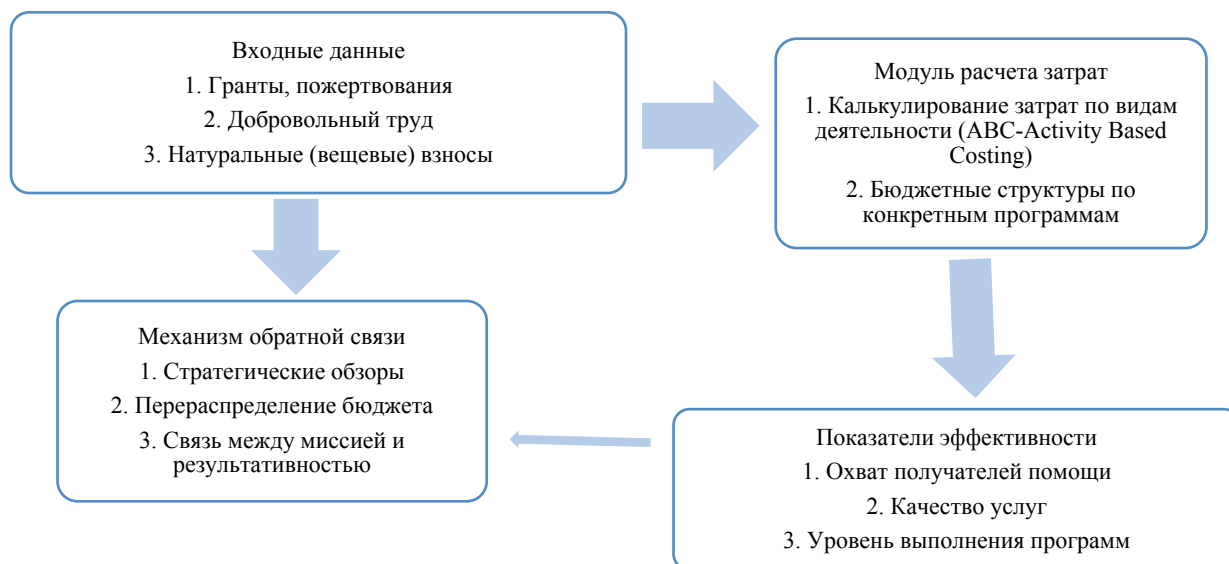 Входные данные
1. Гранты, пожертвования
2. Добровольный труд
3. Натуральные (вещевые) взносы
Модуль расчета затрат
1. Калькулирование затрат по видам
деятельности (ABC-Activity Based
Costing)
2. Бюджетные структуры по
конкретным программам
Механизм обратной связи
1. Стратегические обзоры
2. Перераспределение бюджета
3. Связь между миссией и
результативностью
Показатели эффективности
1. Охват получателей помощи
2. Качество услуг
3. Уровень выполнения программ